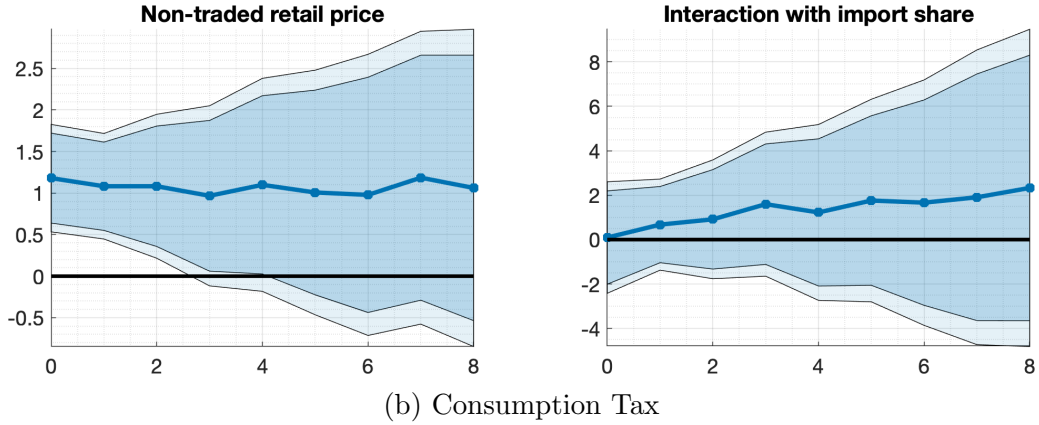 Non-traded retail price
2.5
2
1.5
1
0.5
0
-0.5
0 2 4 6 8
Interaction with import share
8
6
4
2
0
-2
-4
0 2 4 6 8
(b) Consumption Tax